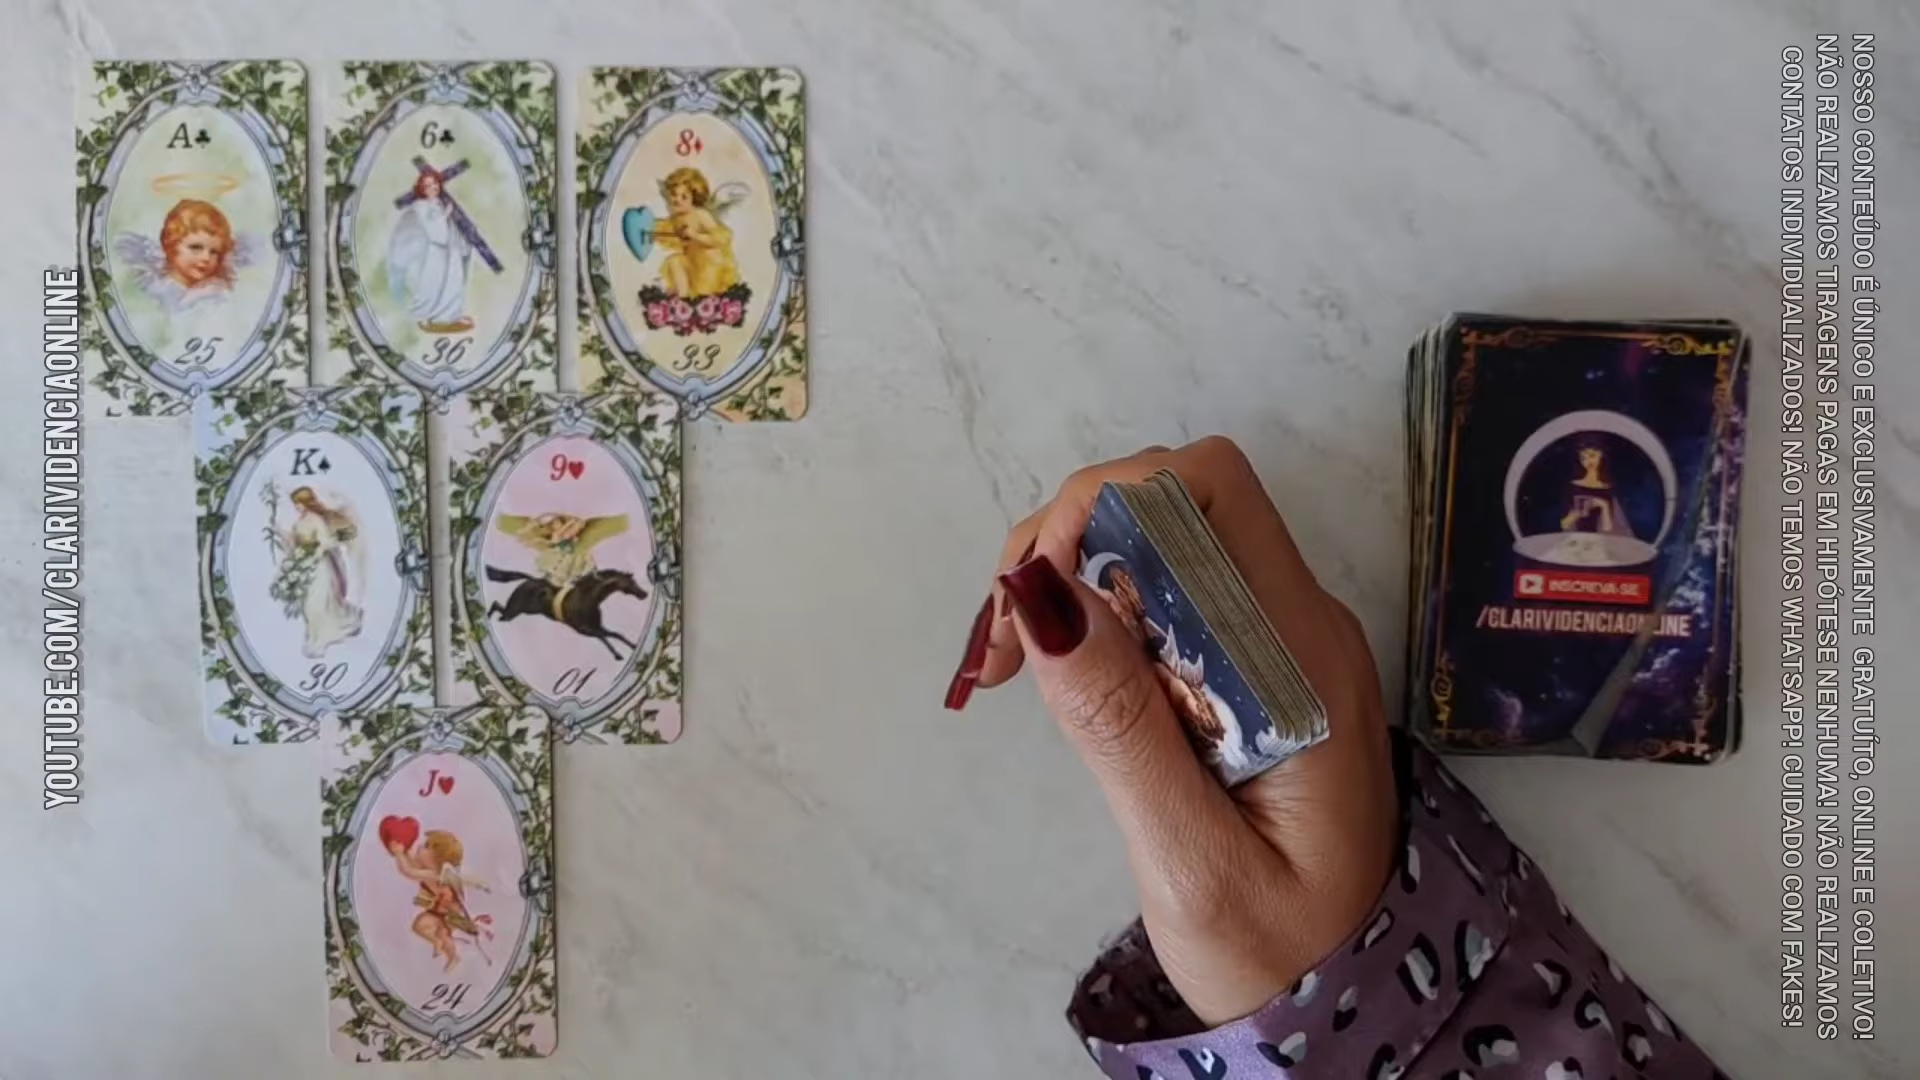 YOUTUBE.COM/CLARIVIDENCIAONLINE
A♣
25
6♣
36
8♦
33
K♠
30
9♥
01
J♥
24
INSCREVA-SE
/CLARIVIDENCIAONLINE
NOSSO CONTEÚDO É ÚNICO E EXCLUSIVAMENTE GRATUÍTO, ONLINE E COLETIVO!
NÃO REALIZAMOS TIRAGENS PAGAS EM HIPÓTESE NENHUMA! NÃO REALIZAMOS
CONTATOS INDIVIDUALIZADOS! NÃO TEMOS WHATSAPP! CUIDADO COM FAKES!